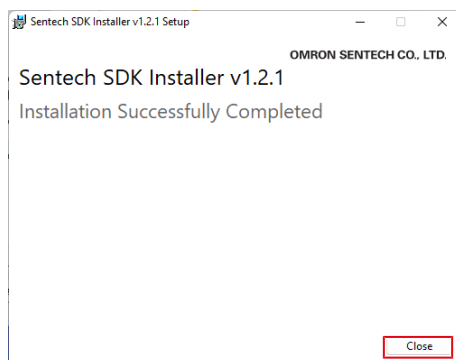 Sentech SDK Installer v1.2.1 Setup
OMRON SENTECH CO., LTD.
Sentech SDK Installer v1.2.1
Installation Successfully Completed
Close